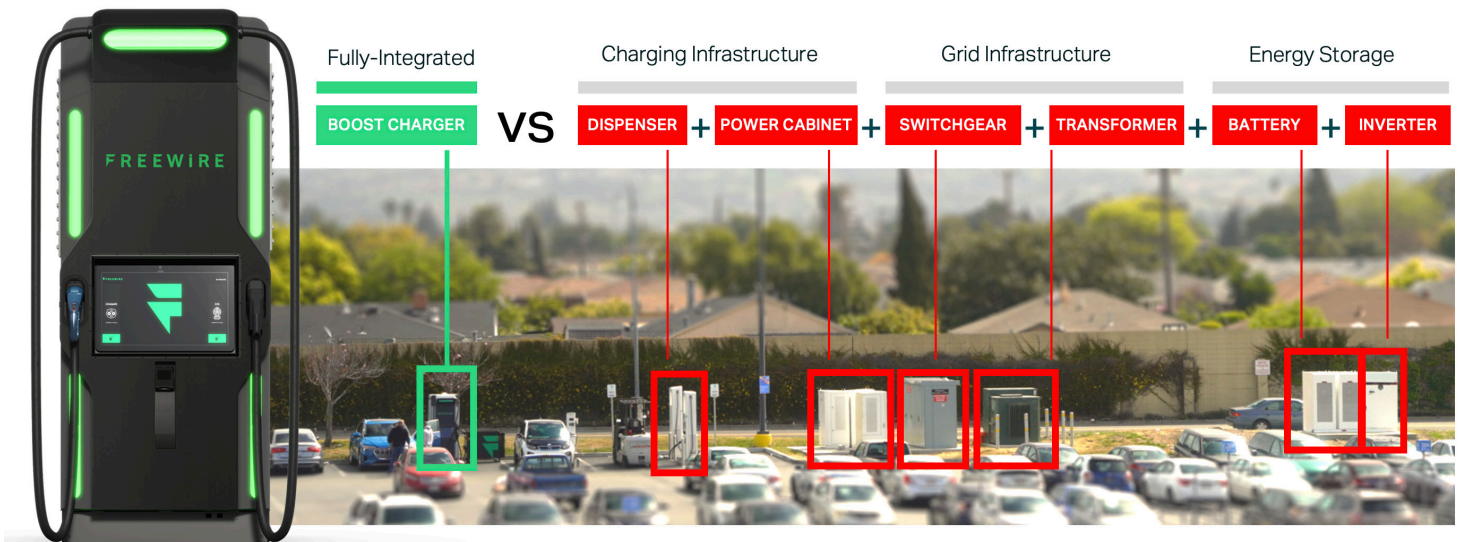 Fully-Integrated
Charging Infrastructure
Grid Infrastructure
Energy Storage
BOOST CHARGER
VS
DISPENSER + POWER CABINET + SWITCHGEAR + TRANSFORMER + BATTERY + INVERTER
FREEWiRE